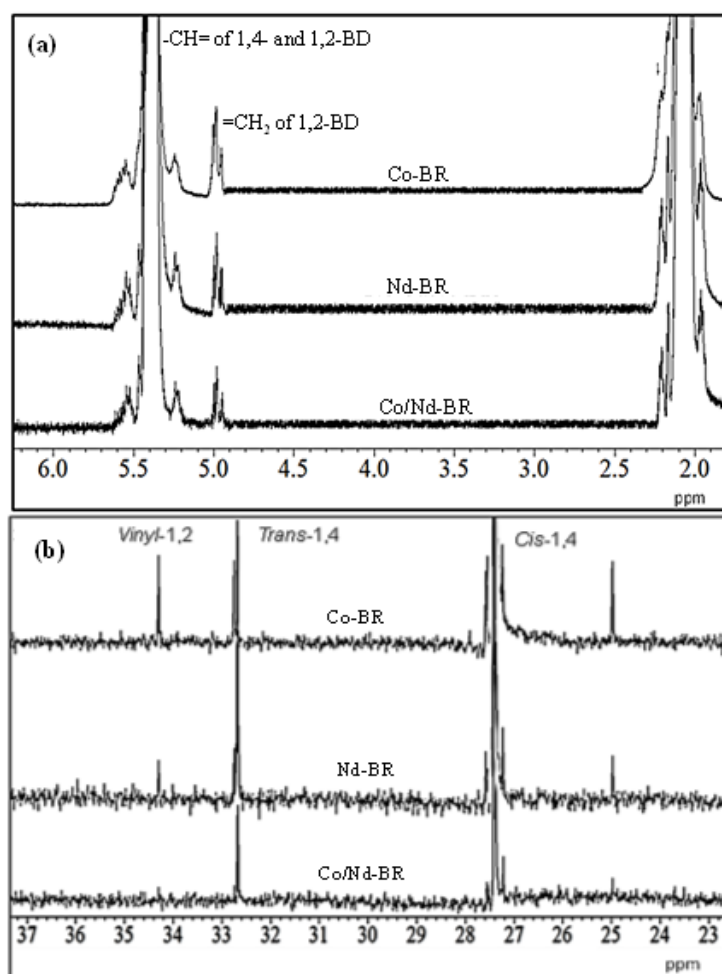 (a)
-CH= of 1,4- and 1,2-BD
=CH₂ of 1,2-BD
Co-BR
Nd-BR
Co/Nd-BR
6.0 5.5 5.0 4.5 4.0 3.5 3.0 2.5 2.0
ppm
(b)
Vinyl-1,2 Trans-1,4 Cis-1,4
Co-BR
Nd-BR
Co/Nd-BR
37 36 35 34 33 32 31 30 29 28 27 26 25 24 23
ppm